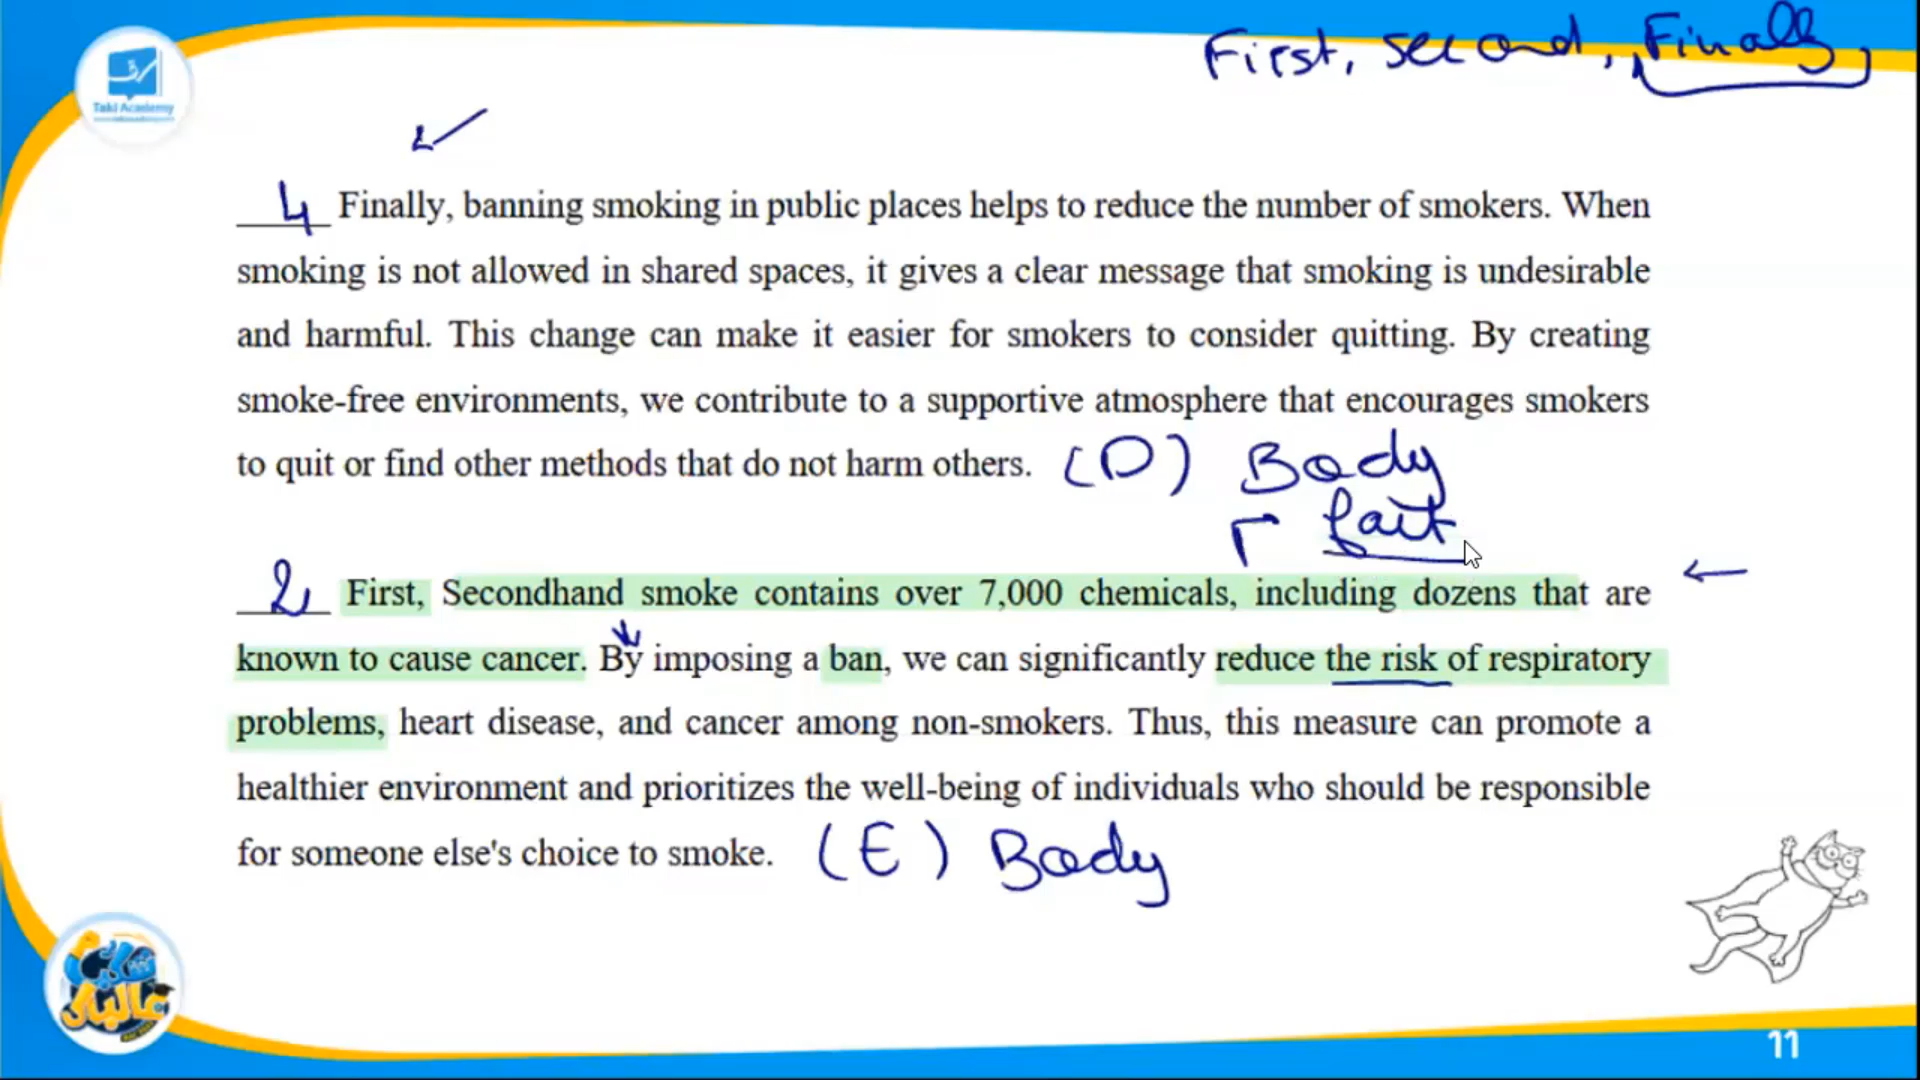 First, second, Finally,
Taki Academy
4 Finally, banning smoking in public places helps to reduce the number of smokers. When
smoking is not allowed in shared spaces, it gives a clear message that smoking is undesirable
and harmful. This change can make it easier for smokers to consider quitting. By creating
smoke-free environments, we contribute to a supportive atmosphere that encourages smokers
to quit or find other methods that do not harm others. (D) Body
2 First, Secondhand smoke contains over 7,000 chemicals, including dozens that are
known to cause cancer. By imposing a ban, we can significantly reduce the risk of respiratory
problems, heart disease, and cancer among non-smokers. Thus, this measure can promote a
healthier environment and prioritizes the well-being of individuals who should be responsible
for someone else's choice to smoke. (E) Body
11